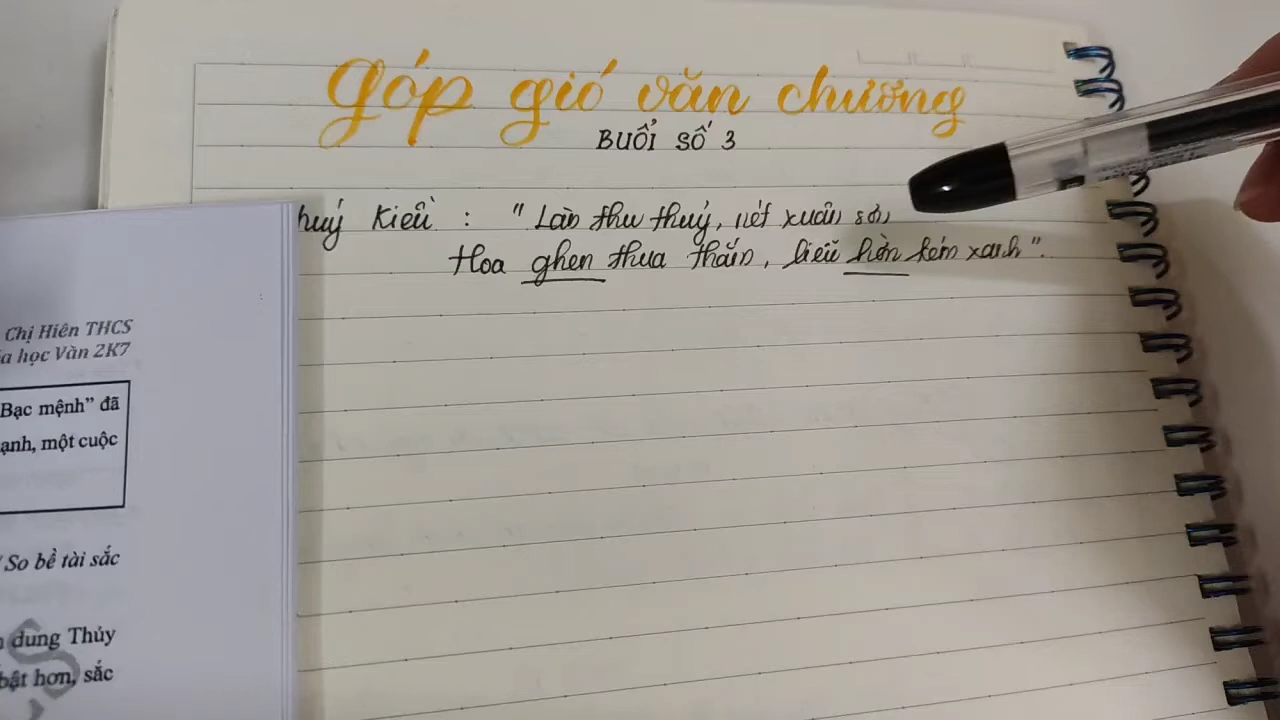 góp gió văn chương
BUỔI SỐ 3
huý Kiều : " Làn thu thuỷ, nét xuân sơn
Hoa ghen thua thắm, liễu hờn kém xanh".
Chị Hiên THCS
a học Văn 2K7
Bạc mệnh" đã
ạnh, một cuộc
So bề tài sắc
dung Thúy
bật hơn, sắc